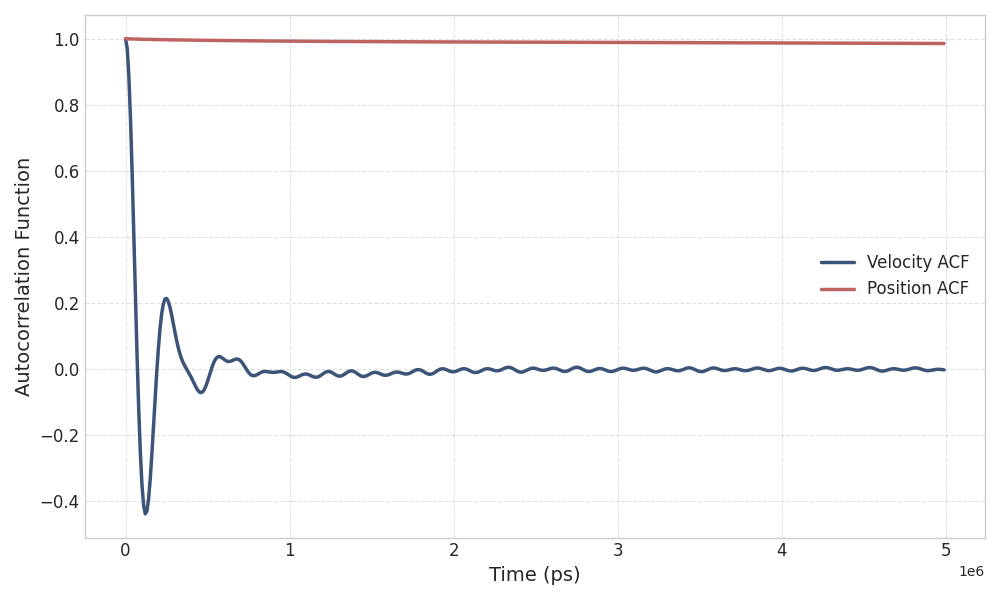 Autocorrelation Function
1.0
0.8
0.6
0.4
0.2
0.0
−0.2
−0.4
Velocity ACF
Position ACF
0 1 2 3 4 5
1e6
Time (ps)